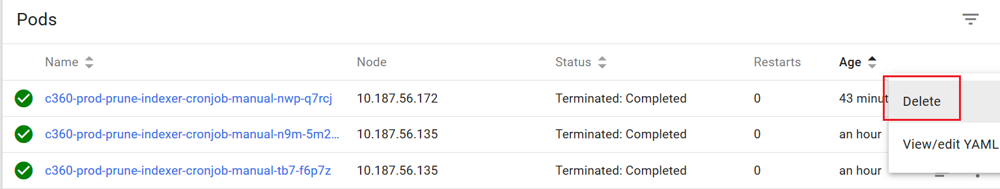 Pods
Name Node Status Restarts Age
c360-prod-prune-indexer-cronjob-manual-nwp-q7rcj 10.187.56.172 Terminated: Completed 0 43 minut Delete
c360-prod-prune-indexer-cronjob-manual-n9m-5m2... 10.187.56.135 Terminated: Completed 0 an hour
View/edit YAML
c360-prod-prune-indexer-cronjob-manual-tb7-f6p7z 10.187.56.135 Terminated: Completed 0 an hour